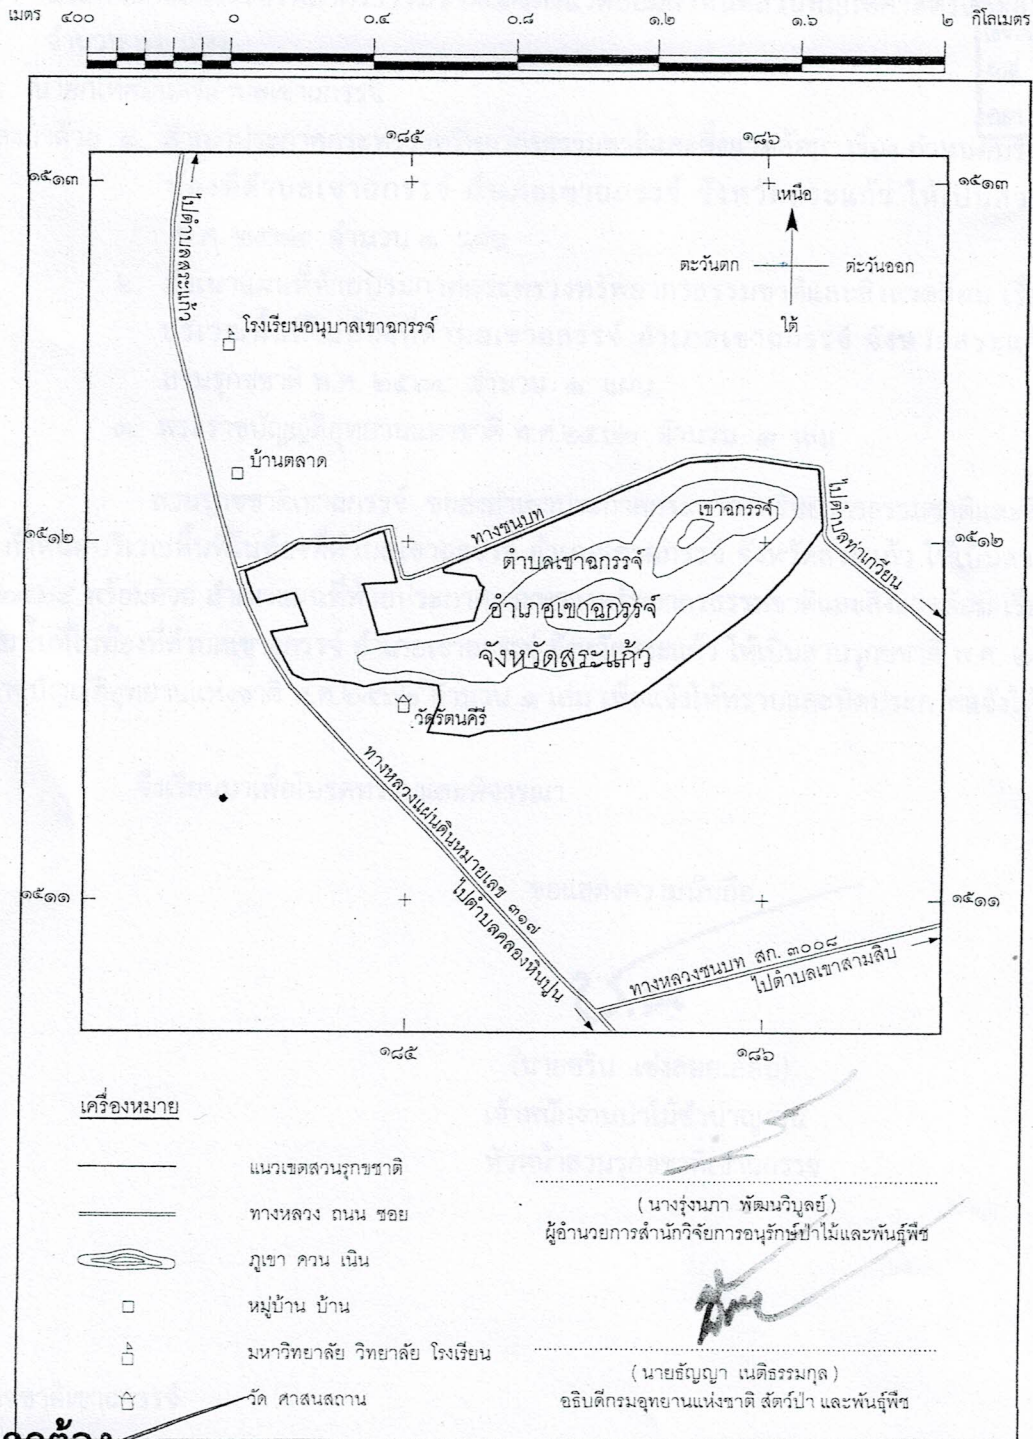 เมตร ๔๐๐ ๐ ๐.๔ ๐.๘ ๑.๒ ๑.๖ ๒ กิโลเมตร
๑๘๕ ๑๘๖
๑๕๑๓ ๑๕๑๓
เหนือ
ตะวันตก ตะวันออก
ใต้
ไปตำบลสระแก้ว
โรงเรียนอนุบาลเขาฉกรรจ์
บ้านตลาด
ทางชนบท
เขาฉกรรจ์
ไปตำบลท่าเกวียน
๑๕๑๒ ๑๕๑๒
ตำบลเขาฉกรรจ์
อำเภอเขาฉกรรจ์
จังหวัดสระแก้ว
วัดรัตนคีรี
ทางหลวงแผ่นดินหมายเลข ๓๑๗
ไปตำบลคลองหินปูน
๑๕๑๑ ๑๕๑๑
ทางหลวงชนบท สก. ๓๐๐๘
ไปตำบลเขาสามสิบ
๑๘๕ ๑๘๖
เครื่องหมาย
แนวเขตสวนรุกขชาติ
ทางหลวง ถนน ซอย
ภูเขา ควน เนิน
หมู่บ้าน บ้าน
มหาวิทยาลัย วิทยาลัย โรงเรียน
วัด ศาสนสถาน
( นางรุ่งนภา พัฒนวิบูลย์ )
ผู้อำนวยการสำนักวิจัยการอนุรักษ์ป่าไม้และพันธุ์พืช
( นายธัญญา เนติธรรมกุล )
อธิบดีกรมอุทยานแห่งชาติ สัตว์ป่า และพันธุ์พืช